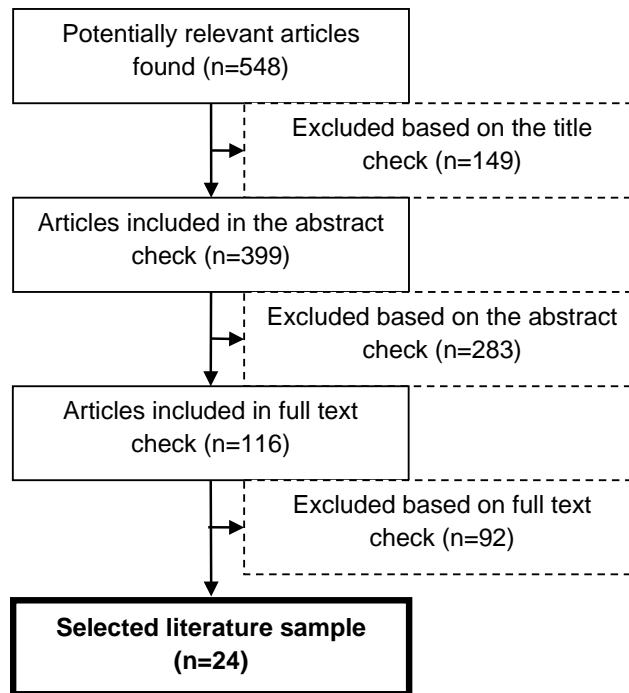 Potentially relevant articles
found (n=548)
Excluded based on the title
check (n=149)
Articles included in the abstract
check (n=399)
Excluded based on the abstract
check (n=283)
Articles included in full text
check (n=116)
Excluded based on full text
check (n=92)
Selected literature sample
(n=24)